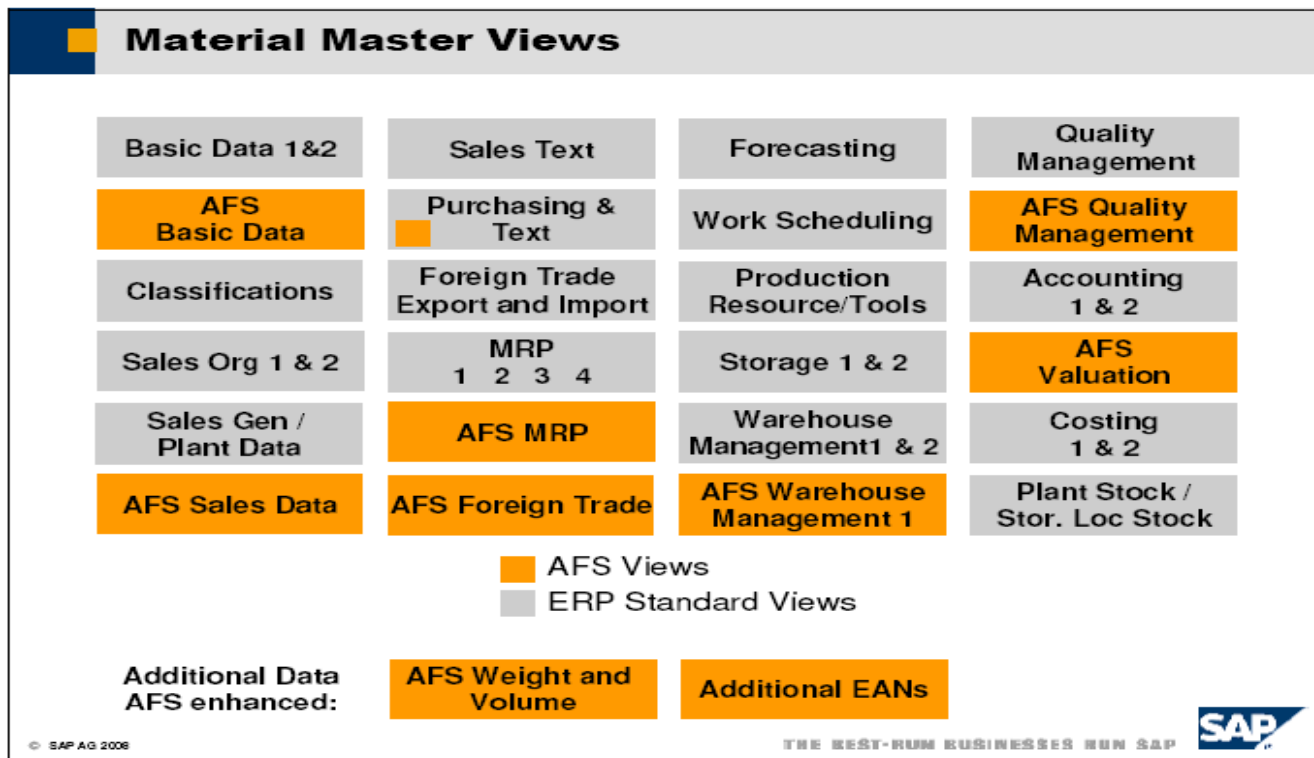 Material Master Views
Basic Data 1&2
Sales Text
Forecasting
Quality
Management
AFS
Basic Data
Purchasing &
Text
Work Scheduling
AFS Quality
Management
Classifications
Foreign Trade
Export and Import
Production
Resource/Tools
Accounting
1 & 2
Sales Org 1 & 2
MRP
1 2 3 4
Storage 1 & 2
AFS
Valuation
Sales Gen /
Plant Data
AFS MRP
Warehouse
Management1 & 2
Costing
1 & 2
AFS Sales Data
AFS Foreign Trade
AFS Warehouse
Management 1
Plant Stock /
Stor. Loc Stock
AFS Views
ERP Standard Views
Additional Data
AFS enhanced:
AFS Weight and
Volume
Additional EANs
© SAP AG 2008
THE BEST-RUN BUSINESSES RUN SAP
SAP